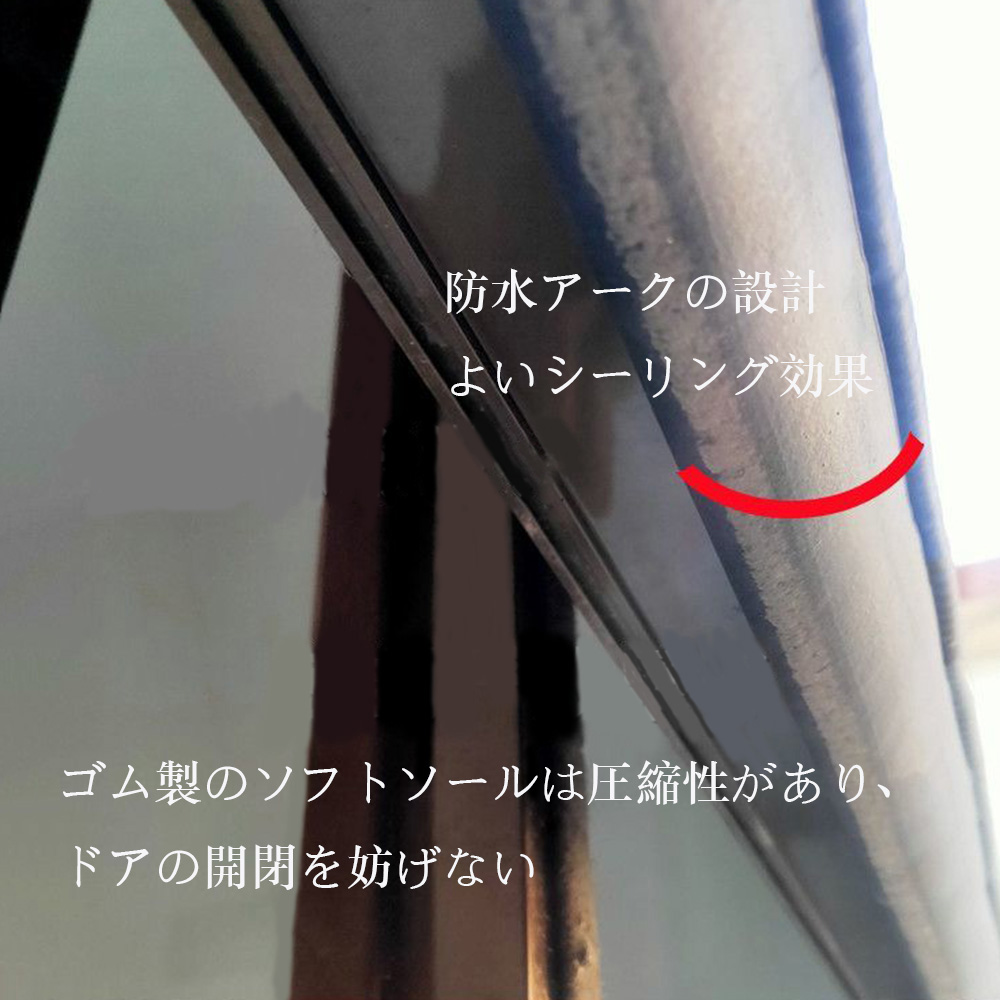 防水アークの設計
よいシーリング効果
ゴム製のソフトソールは圧縮性があり、
ドアの開閉を妨げない